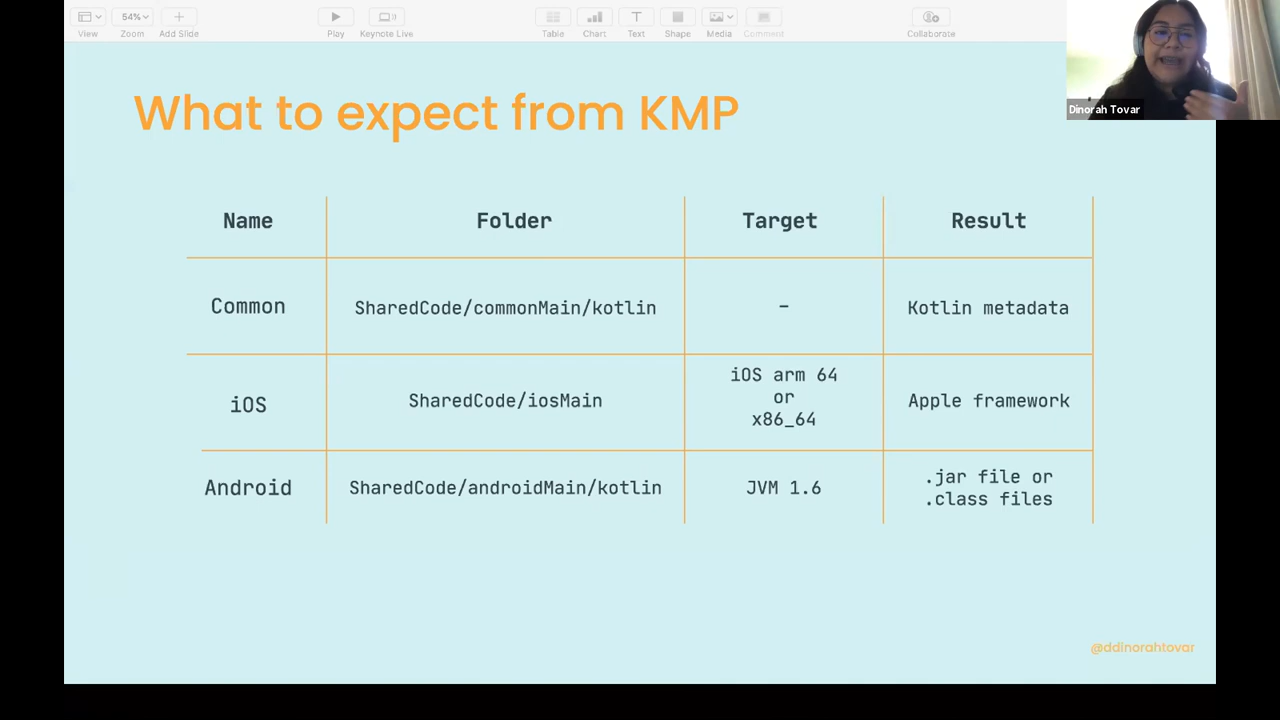 54%
View
Zoom
Add Slide
Play
Keynote Live
Table
Chart
Text
Shape
Media
Comment
Collaborate
Dinorah Tovar
What to expect from KMP
Name
Folder
Target
Result
Common
SharedCode/commonMain/kotlin
–
Kotlin metadata
iOS
SharedCode/iosMain
iOS arm 64
or
x86_64
Apple framework
Android
SharedCode/androidMain/kotlin
JVM 1.6
.jar file or
.class files
@ddinorahtovar